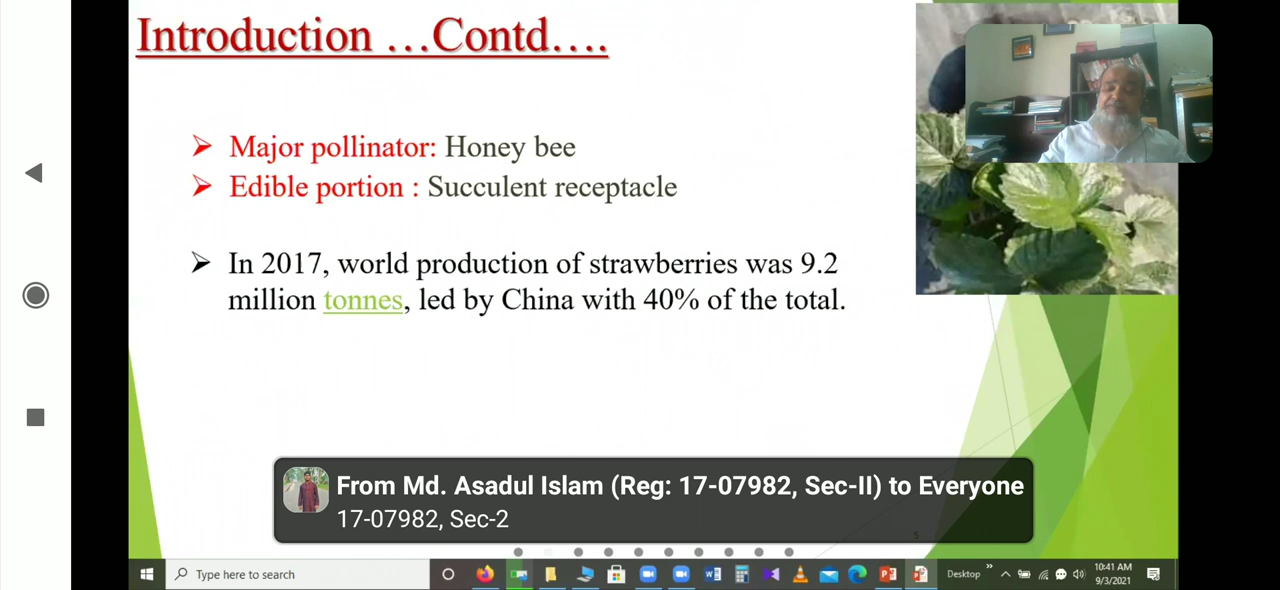 Introduction …Contd….
➢ Major pollinator: Honey bee
➢ Edible portion : Succulent receptacle
➢ In 2017, world production of strawberries was 9.2
million tonnes, led by China with 40% of the total.
From Md. Asadul Islam (Reg: 17-07982, Sec-II) to Everyone
17-07982, Sec-2
5
Type here to search
Desktop
10:41 AM
9/3/2021